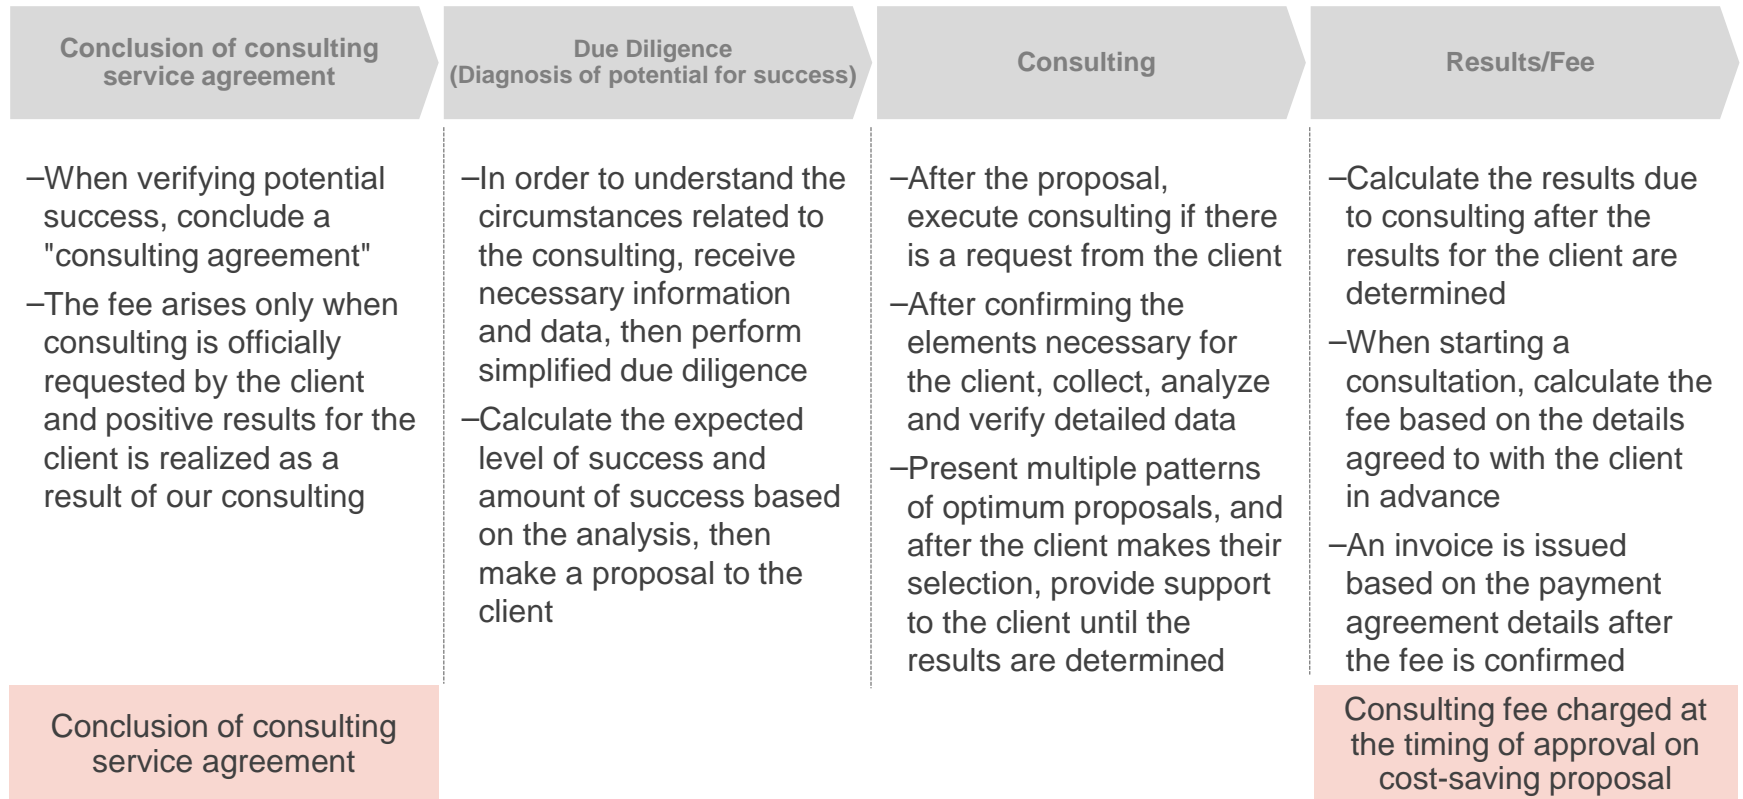 Conclusion of consulting
service agreement
Due Diligence
(Diagnosis of potential for success)
Consulting
Results/Fee
–When verifying potential
success, conclude a
"consulting agreement"
–The fee arises only when
consulting is officially
requested by the client
and positive results for the
client is realized as a
result of our consulting
–In order to understand the
circumstances related to
the consulting, receive
necessary information
and data, then perform
simplified due diligence
–Calculate the expected
level of success and
amount of success based
on the analysis, then
make a proposal to the
client
–After the proposal,
execute consulting if there
is a request from the client
–After confirming the
elements necessary for
the client, collect, analyze
and verify detailed data
–Present multiple patterns
of optimum proposals, and
after the client makes their
selection, provide support
to the client until the
results are determined
–Calculate the results due
to consulting after the
results for the client are
determined
–When starting a
consultation, calculate the
fee based on the details
agreed to with the client
in advance
–An invoice is issued
based on the payment
agreement details after
the fee is confirmed
Conclusion of consulting
service agreement
Consulting fee charged at
the timing of approval on
cost-saving proposal